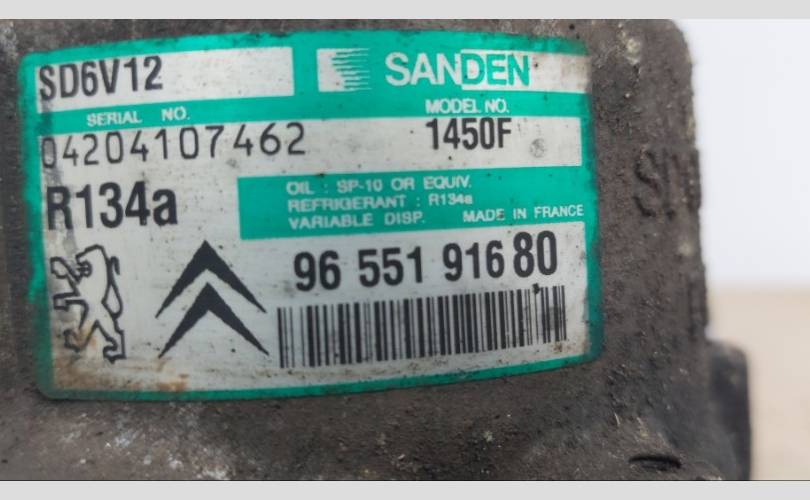 SD6V12
SANDEN
SERIAL NO.
MODEL NO.
04204107462
1450F
R134a
OIL : SP-10 OR EQUIV.
REFRIGERANT : R134a
VARIABLE DISP. MADE IN FRANCE
96 551 916 80